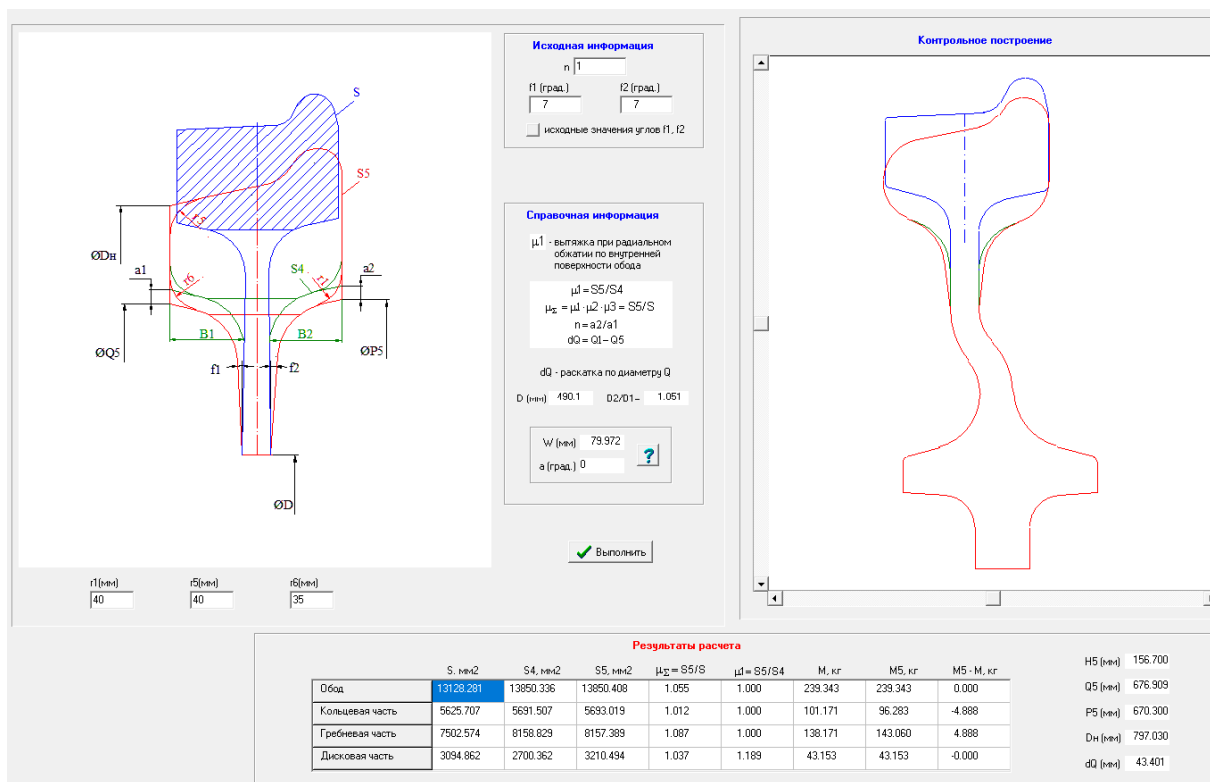 S
S5
r5
ØDн
a1
r6
S4
r1
a2
B1
B2
ØQ5
ØP5
f1
f2
ØD
r1(мм)
r5(мм)
r6(мм)
40
40
35
Исходная информация
n 1
f1 (град.)
f2 (град.)
7
7
исходные значения углов f1, f2
Справочная информация
µ1 - вытяжка при радиальном
обжатии по внутренней
поверхности обода
µ1 = S5/S4
µΣ = µ1 · µ2 · µ3 = S5/S
n = a2/a1
dQ = Q1 - Q5
dQ - раскатка по диаметру Q
D (мм) 490.1 D2/D1= 1.051
W (мм) 79.972
a (град.) 0
?
Выполнить
Контрольное построение
Результаты расчета
S. мм2 S4, мм2 S5, мм2 µΣ = S5/S µ1 = S5/S4 M, кг M5, кг M5 - M, кг
Обод 13128.281 13850.336 13850.408 1.055 1.000 239.343 239.343 0.000
Кольцевая часть 5625.707 5691.507 5693.019 1.012 1.000 101.171 96.283 -4.888
Гребневая часть 7502.574 8158.829 8157.389 1.087 1.000 138.171 143.060 4.888
Дисковая часть 3094.862 2700.362 3210.494 1.037 1.189 43.153 43.153 -0.000
H5 (мм) 156.700
Q5 (мм) 676.909
P5 (мм) 670.300
Dн (мм) 797.030
dQ (мм) 43.401